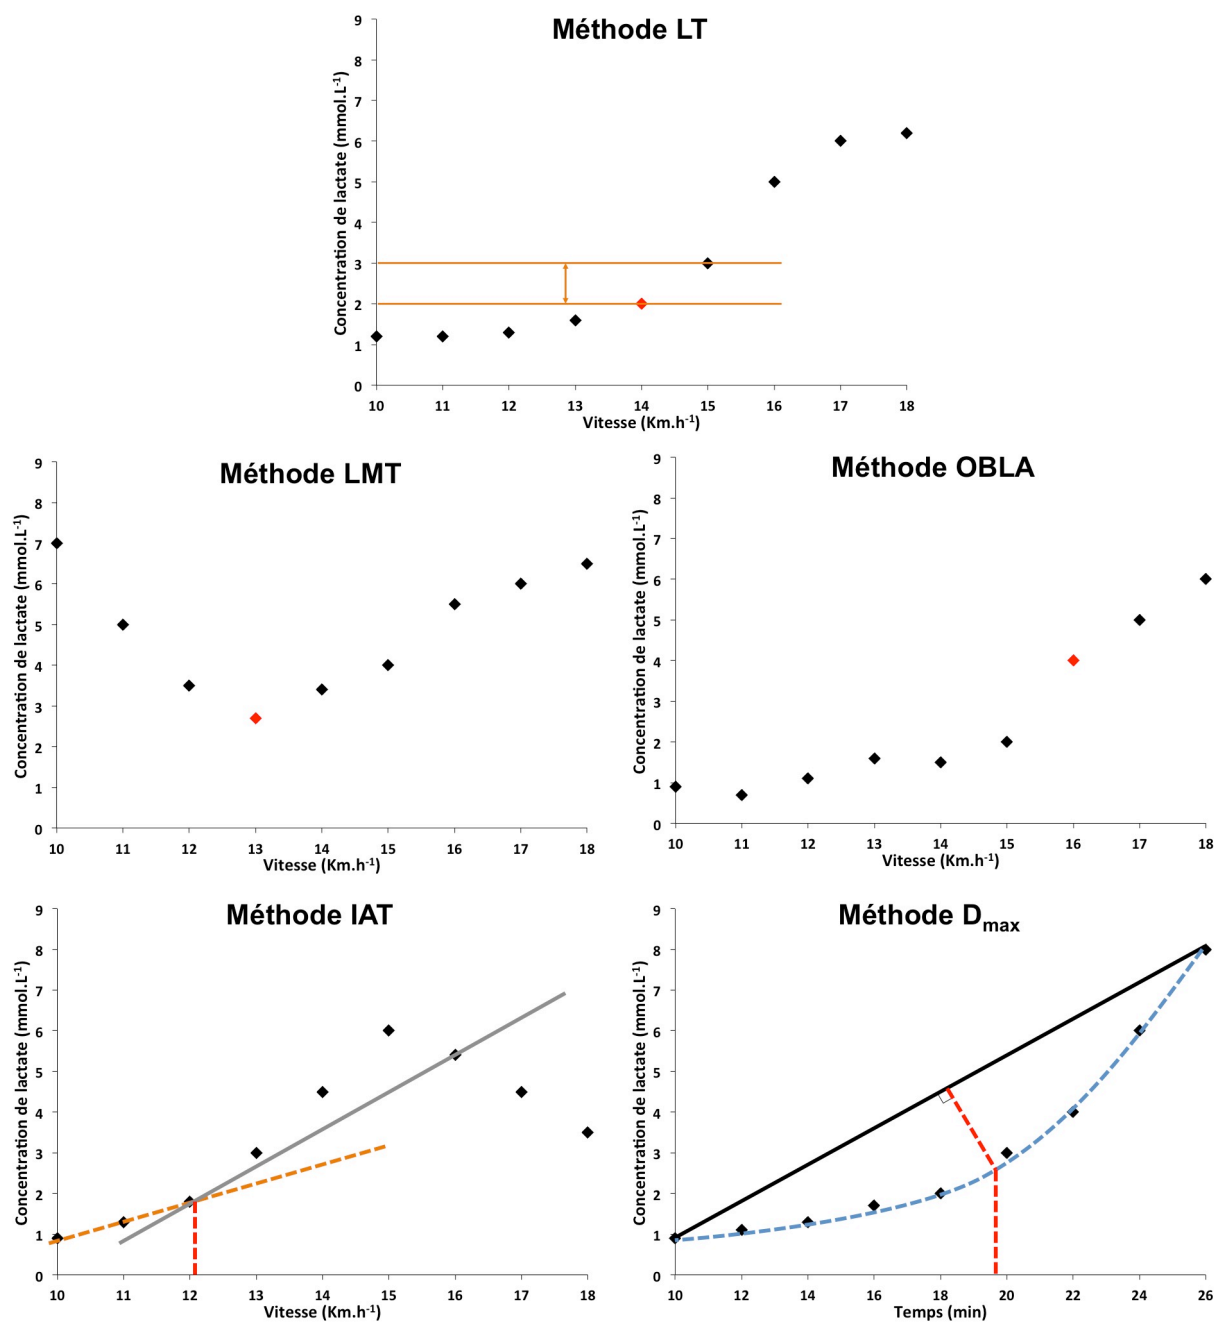 Méthode LT
Concentration de lactate (mmol.L-1)
9
8
7
6
5
4
3
2
1
0
10 11 12 13 14 15 16 17 18
Vitesse (Km.h-1)
Méthode LMT
Concentration de lactate (mmol.L-1)
9
8
7
6
5
4
3
2
1
0
10 11 12 13 14 15 16 17 18
Vitesse (Km.h-1)
Méthode OBLA
Concentration de lactate (mmol.L-1)
9
8
7
6
5
4
3
2
1
0
10 11 12 13 14 15 16 17 18
Vitesse (Km.h-1)
Méthode IAT
Concentration de lactate (mmol.L-1)
9
8
7
6
5
4
3
2
1
0
10 11 12 13 14 15 16 17 18
Vitesse (Km.h-1)
Méthode Dmax
Concentration de lactate (mmol.L-1)
9
8
7
6
5
4
3
2
1
0
10 12 14 16 18 20 22 24 26
Temps (min)